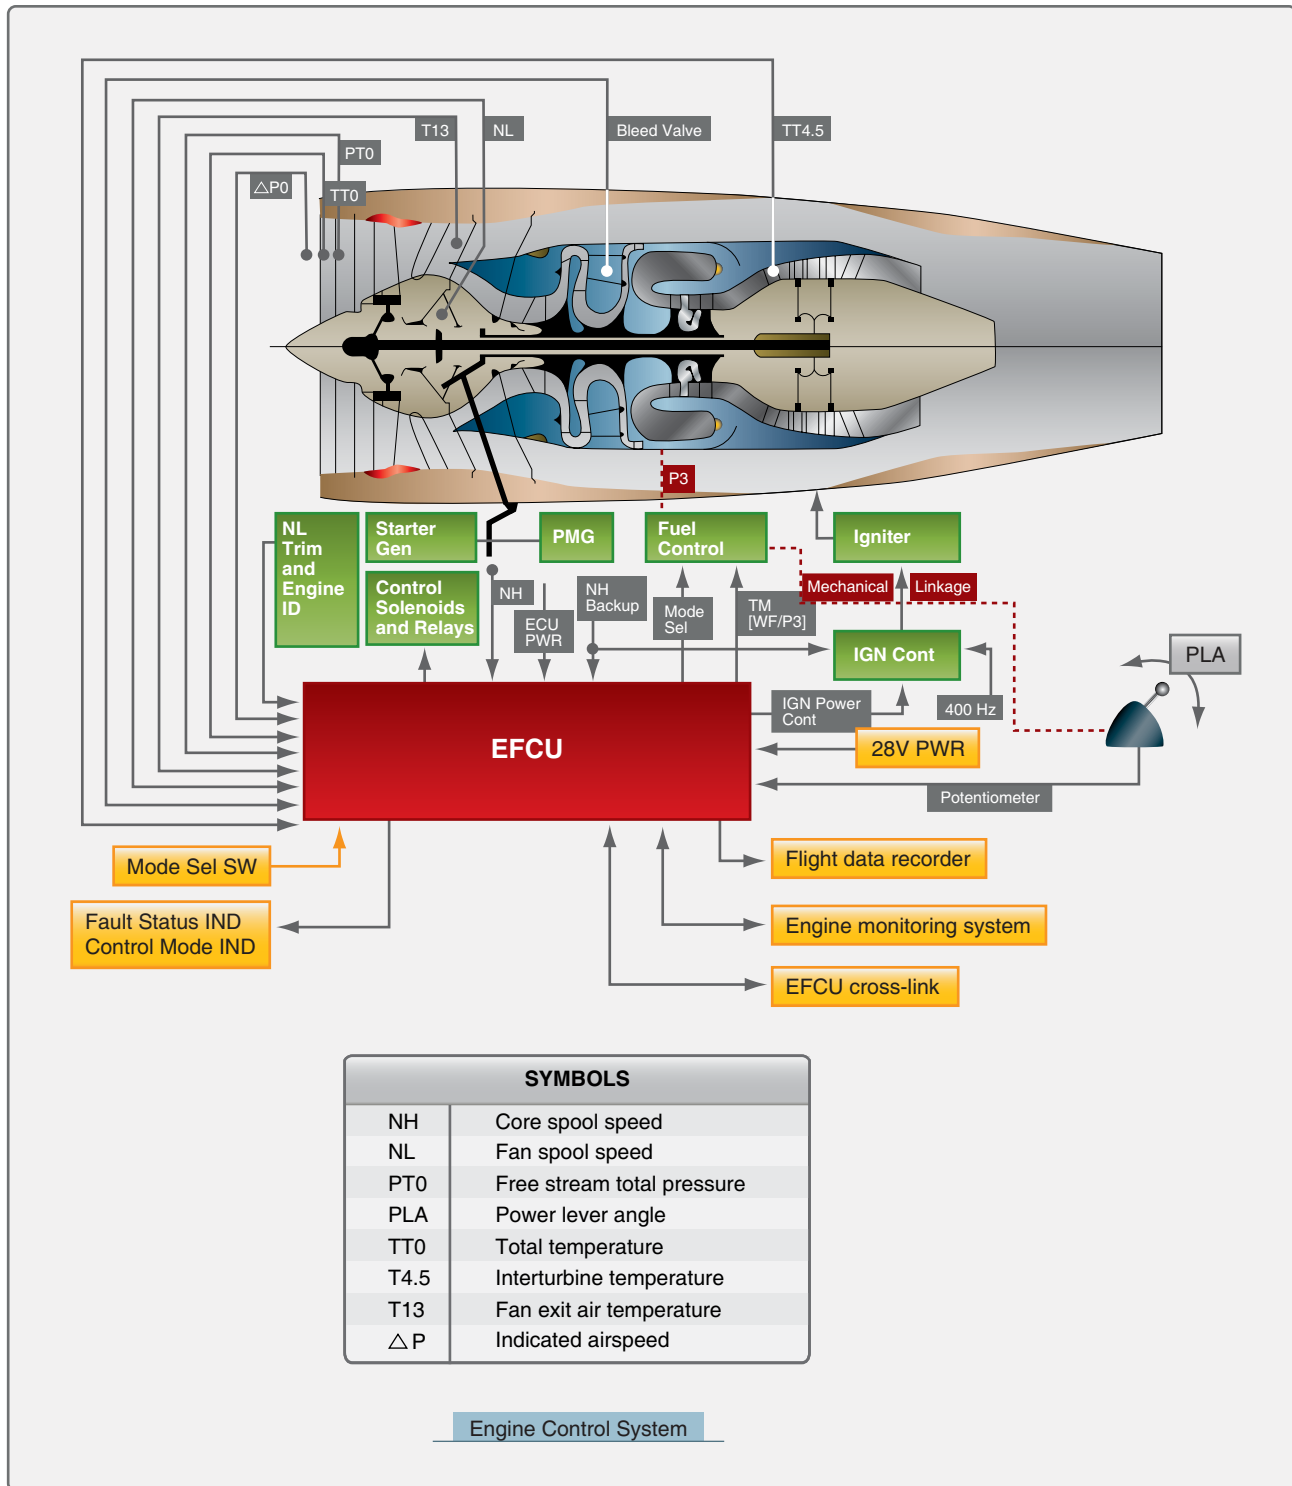 T13
NL
Bleed Valve
TT4.5
PT0
△P0
TT0
P3
NL
Trim
and
Engine
ID
Starter
Gen
PMG
Fuel
Control
Igniter
Control
Solenoids
and Relays
NH
ECU
PWR
NH
Backup
Mode
Sel
TM
[WF/P3]
Mechanical
Linkage
IGN Cont
PLA
IGN Power
Cont
400 Hz
EFCU
28V PWR
Potentiometer
Mode Sel SW
Flight data recorder
Fault Status IND
Control Mode IND
Engine monitoring system
EFCU cross-link
SYMBOLS
NH Core spool speed
NL Fan spool speed
PT0 Free stream total pressure
PLA Power lever angle
TT0 Total temperature
T4.5 Interturbine temperature
T13 Fan exit air temperature
△P Indicated airspeed
Engine Control System